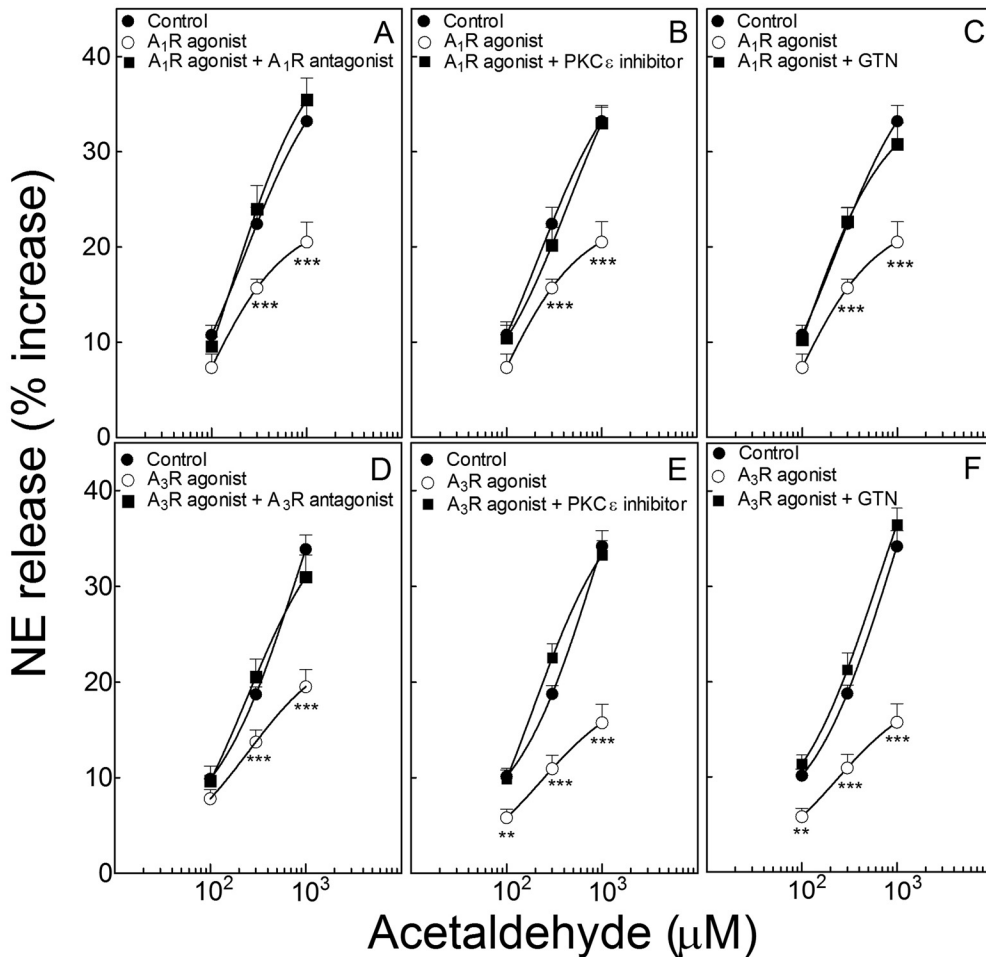 NE release (% increase)
40
30
20
10
0
Control
A₁R agonist
A₁R agonist + A₁R antagonist
A
***
***
Control
A₁R agonist
A₁R agonist + PKCε inhibitor
B
***
***
Control
A₁R agonist
A₁R agonist + GTN
C
***
***
40
30
20
10
0
Control
A₃R agonist
A₃R agonist + A₃R antagonist
D
***
***
Control
A₃R agonist
A₃R agonist + PKCε inhibitor
E
**
***
***
Control
A₃R agonist
A₃R agonist + GTN
F
**
***
***
10² 10³ 10² 10³ 10² 10³
Acetaldehyde (μM)